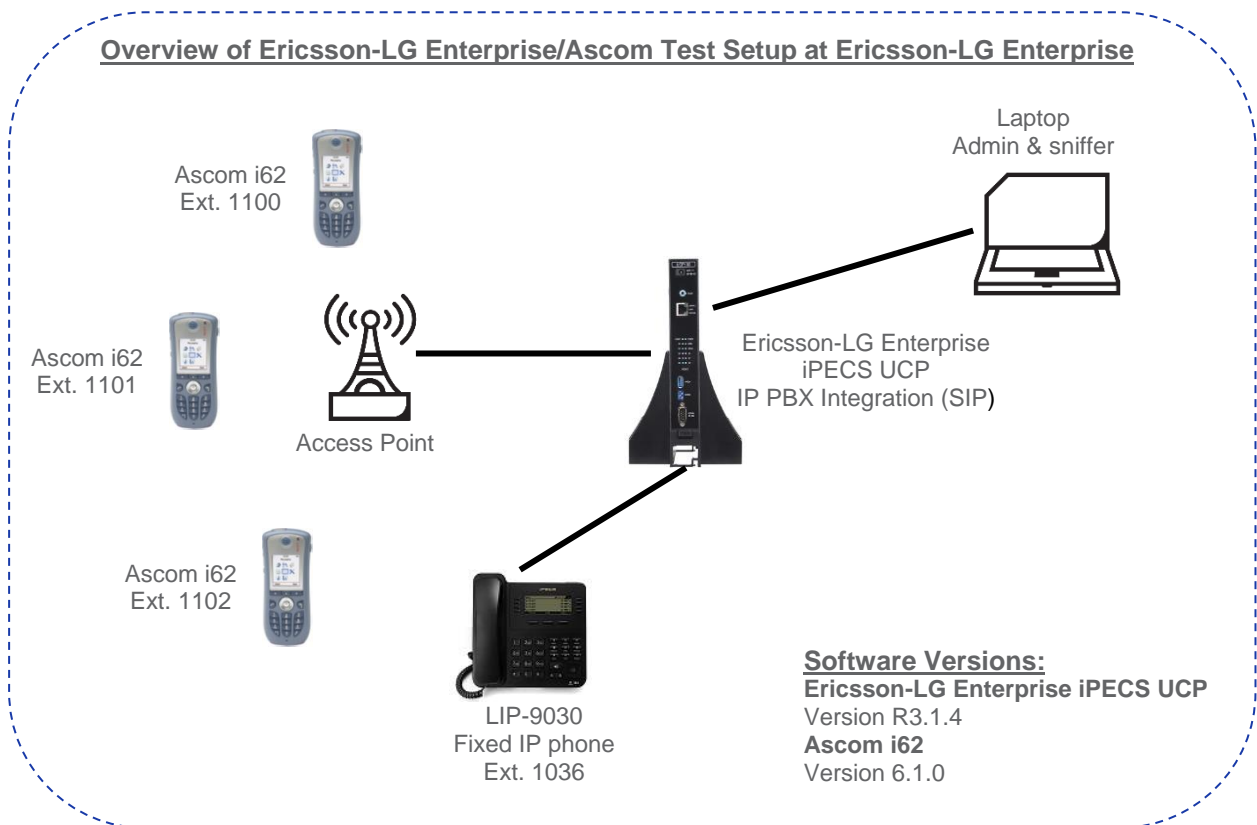 Overview of Ericsson-LG Enterprise/Ascom Test Setup at Ericsson-LG Enterprise
Laptop
Admin & sniffer
Ascom i62
Ext. 1100
Ascom i62
Ext. 1101
Access Point
Ericsson-LG Enterprise
iPECS UCP
IP PBX Integration (SIP)
Ascom i62
Ext. 1102
LIP-9030
Fixed IP phone
Ext. 1036
Software Versions:
Ericsson-LG Enterprise iPECS UCP
Version R3.1.4
Ascom i62
Version 6.1.0